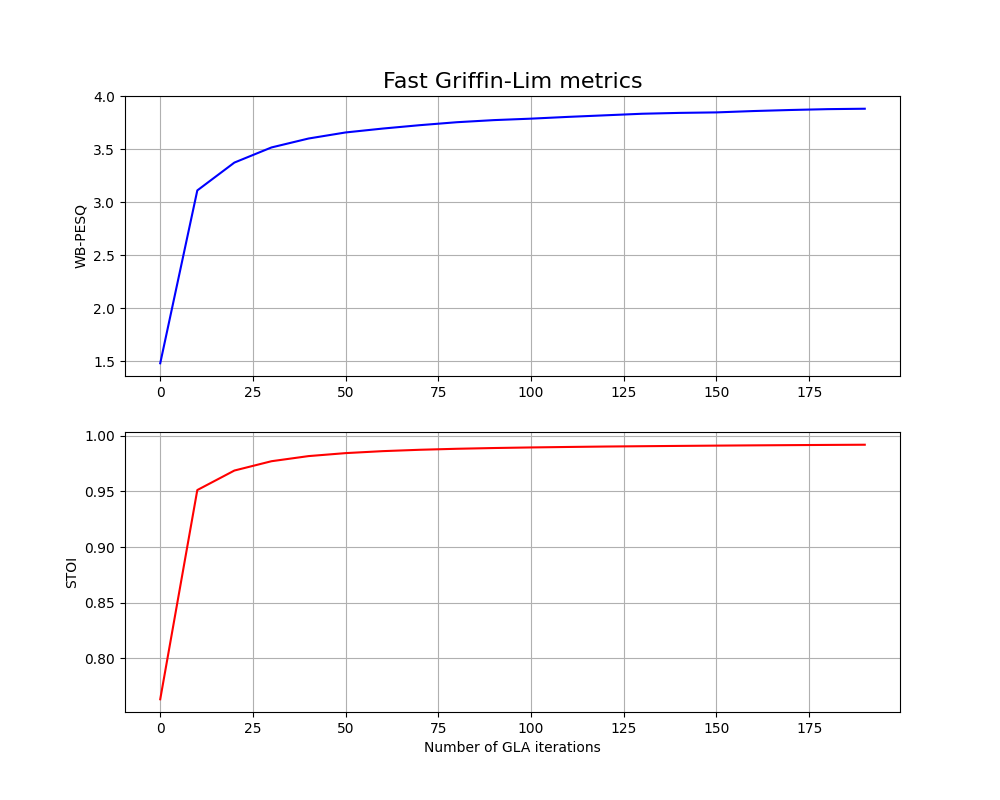 Fast Griffin-Lim metrics
4.0
3.5
3.0
2.5
2.0
1.5
WB-PESQ
0 25 50 75 100 125 150 175
1.00
0.95
0.90
0.85
0.80
STOI
0 25 50 75 100 125 150 175
Number of GLA iterations